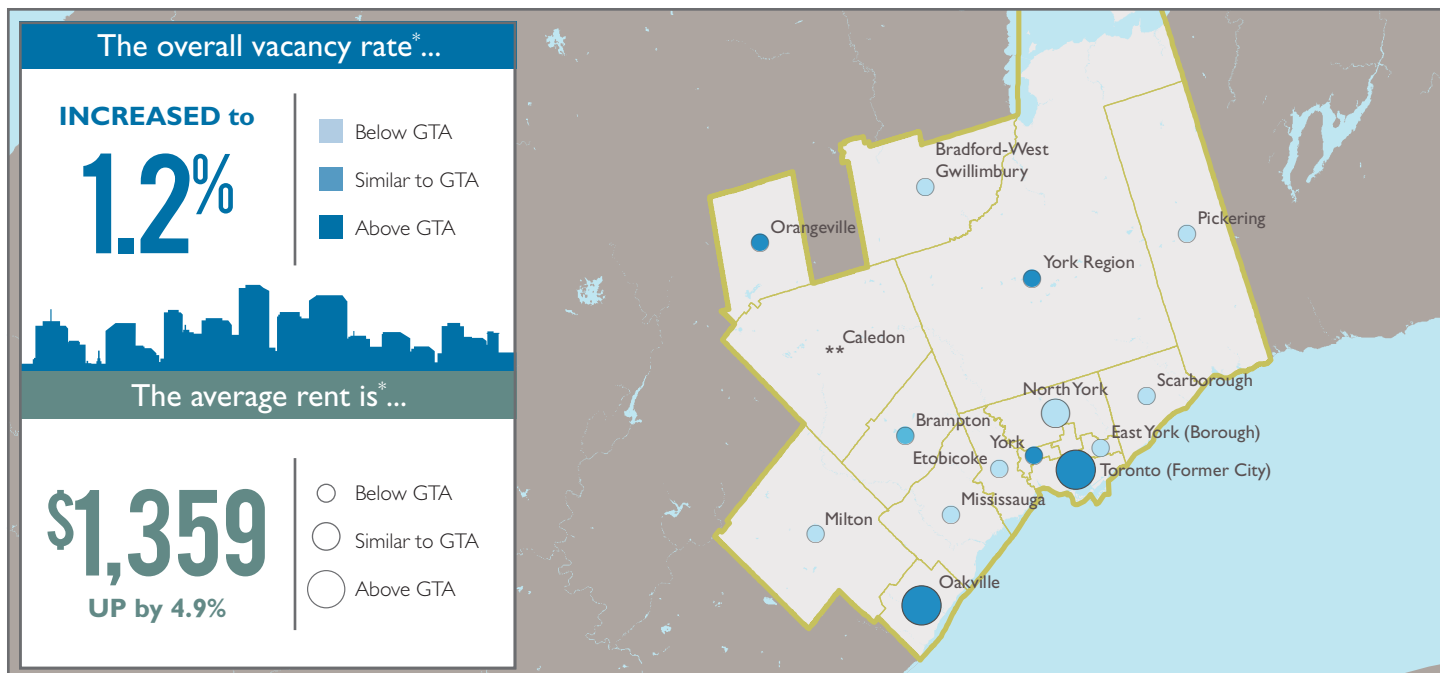 The overall vacancy rate*...
INCREASED to
1.2%
Below GTA
Similar to GTA
Above GTA
The average rent is*...
$1,359
UP by 4.9%
Below GTA
Similar to GTA
Above GTA
Bradford-West
Gwillimbury
Orangeville
Pickering
York Region
Caledon
**
Scarborough
North York
Brampton
East York (Borough)
York
Etobicoke
Toronto (Former City)
Mississauga
Milton
Oakville